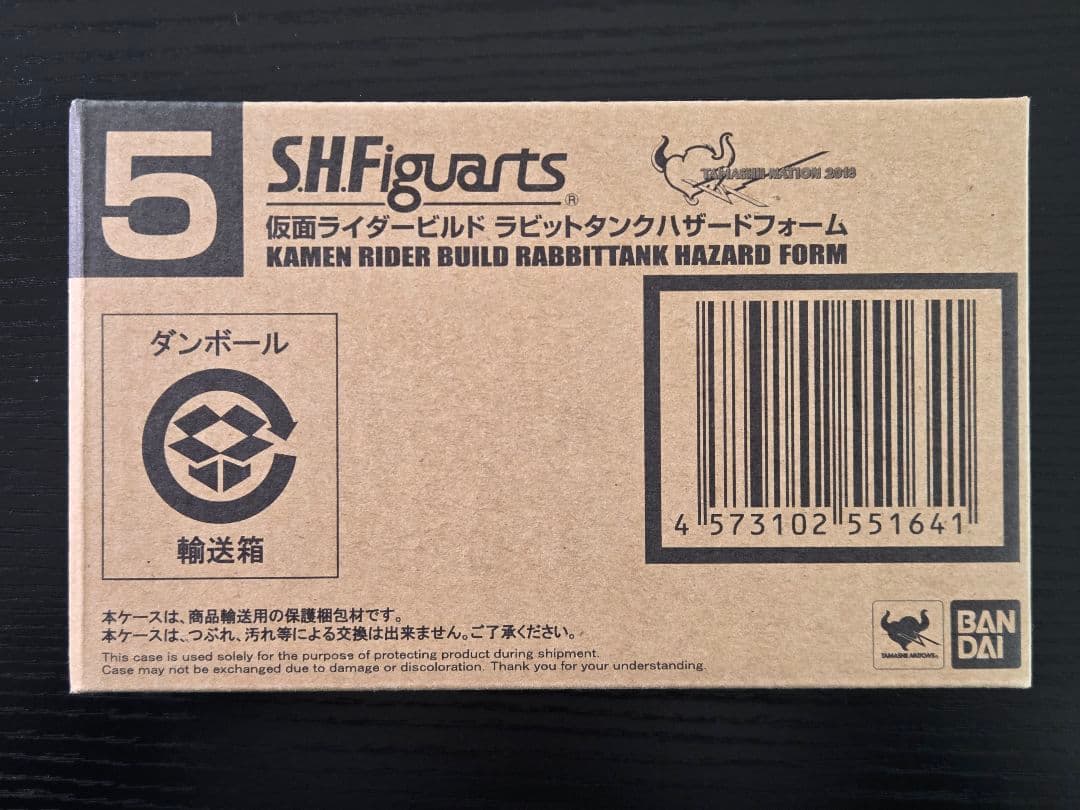 5
S.H.Figuarts®
TAMASHII NATION 2018
仮面ライダービルド ラビットタンクハザードフォーム
KAMEN RIDER BUILD RABBITTANK HAZARD FORM
ダンボール
輸送箱
4 573102 551641
本ケースは、商品輸送用の保護梱包材です。
本ケースは、つぶれ、汚れ等による交換は出来ません。ご了承ください。
This case is used solely for the purpose of protecting product during shipment.
Case may not be exchanged due to damage or discoloration. Thank you for your understanding.
TAMASHII NATIONS
BAN
DAI